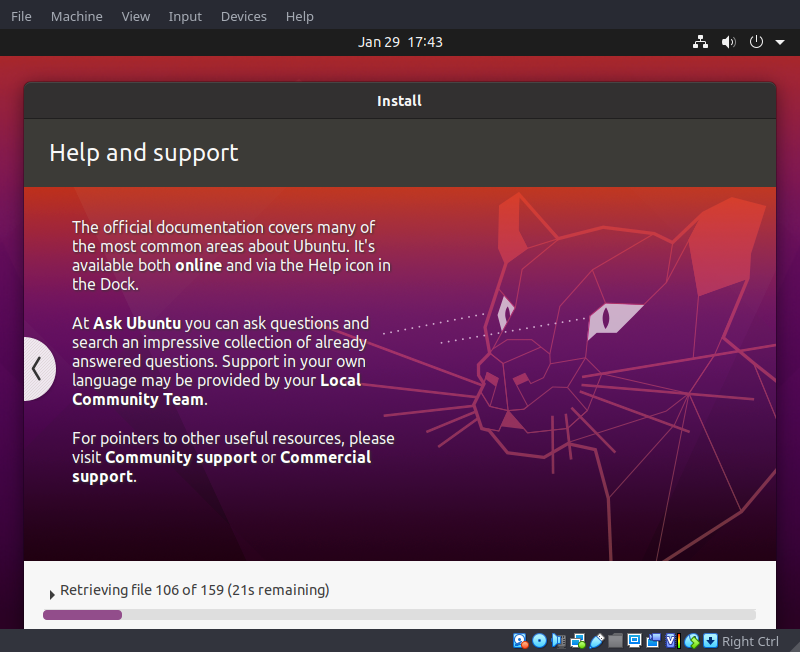 File Machine View Input Devices Help
Jan 29 17:43
Install
Help and support
The official documentation covers many of
the most common areas about Ubuntu. It's
available both online and via the Help icon in
the Dock.
At Ask Ubuntu you can ask questions and
search an impressive collection of already
answered questions. Support in your own
language may be provided by your Local
Community Team.
For pointers to other useful resources, please
visit Community support or Commercial
support.
Retrieving file 106 of 159 (21s remaining)
Right Ctrl